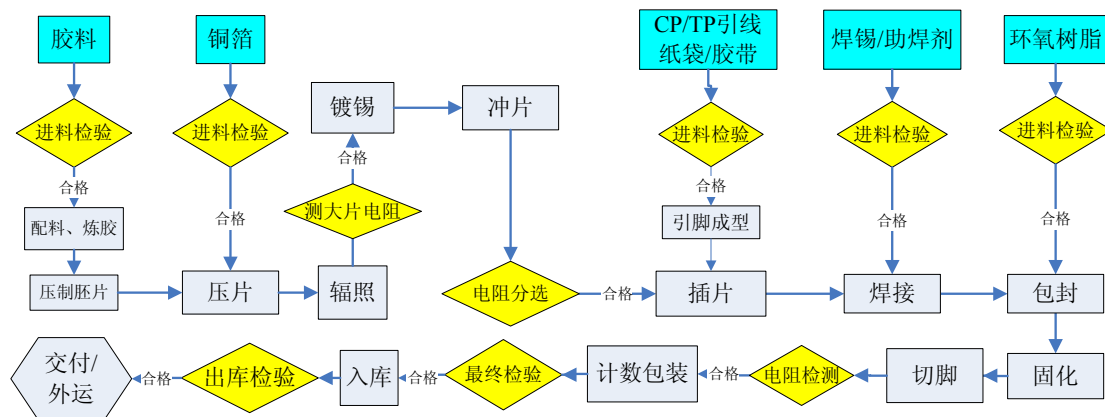 胶料
铜箔
CP/TP引线
纸袋/胶带
焊锡/助焊剂
环氧树脂
镀锡
冲片
进料检验
进料检验
进料检验
进料检验
进料检验
合格
合格
合格
合格
合格
合格
配料、炼胶
测大片电阻
引脚成型
压制胚片
压片
辐照
电阻分选
合格
插片
焊接
包封
交付/
外运
合格
出库检验
入库
合格
最终检验
计数包装
合格
电阻检测
切脚
固化